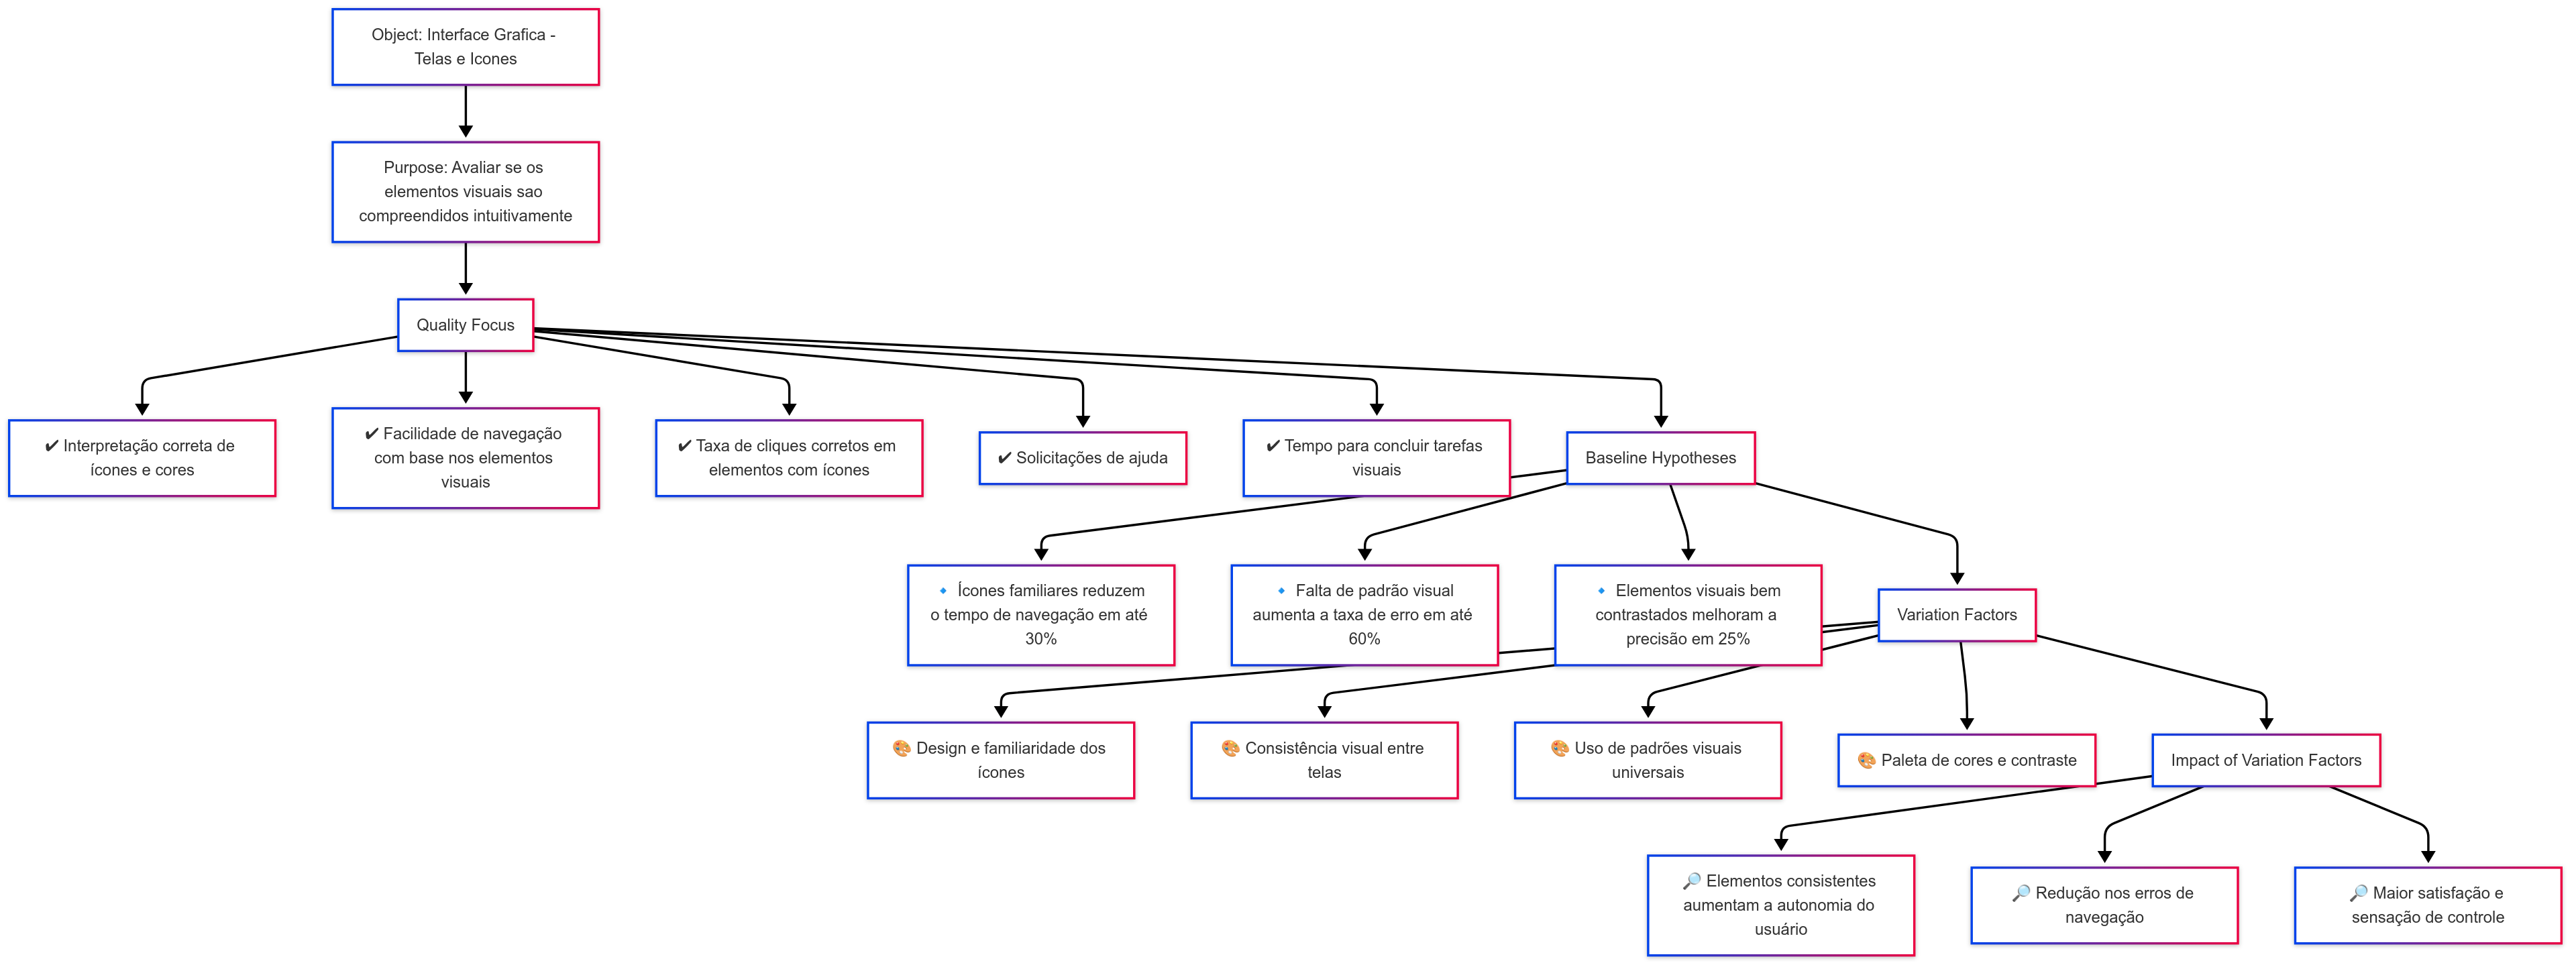 Object: Interface Grafica -
Telas e Icones
Purpose: Avaliar se os
elementos visuais sao
compreendidos intuitivamente
Quality Focus
✔ Interpretação correta de
ícones e cores
✔ Facilidade de navegação
com base nos elementos
visuais
✔ Taxa de cliques corretos em
elementos com ícones
✔ Solicitações de ajuda
✔ Tempo para concluir tarefas
visuais
Baseline Hypotheses
🔹 Ícones familiares reduzem
o tempo de navegação em até
30%
🔹 Falta de padrão visual
aumenta a taxa de erro em até
60%
🔹 Elementos visuais bem
contrastados melhoram a
precisão em 25%
Variation Factors
🎨 Design e familiaridade dos
ícones
🎨 Consistência visual entre
telas
🎨 Uso de padrões visuais
universais
🎨 Paleta de cores e contraste
Impact of Variation Factors
🔎 Elementos consistentes
aumentam a autonomia do
usuário
🔎 Redução nos erros de
navegação
🔎 Maior satisfação e
sensação de controle